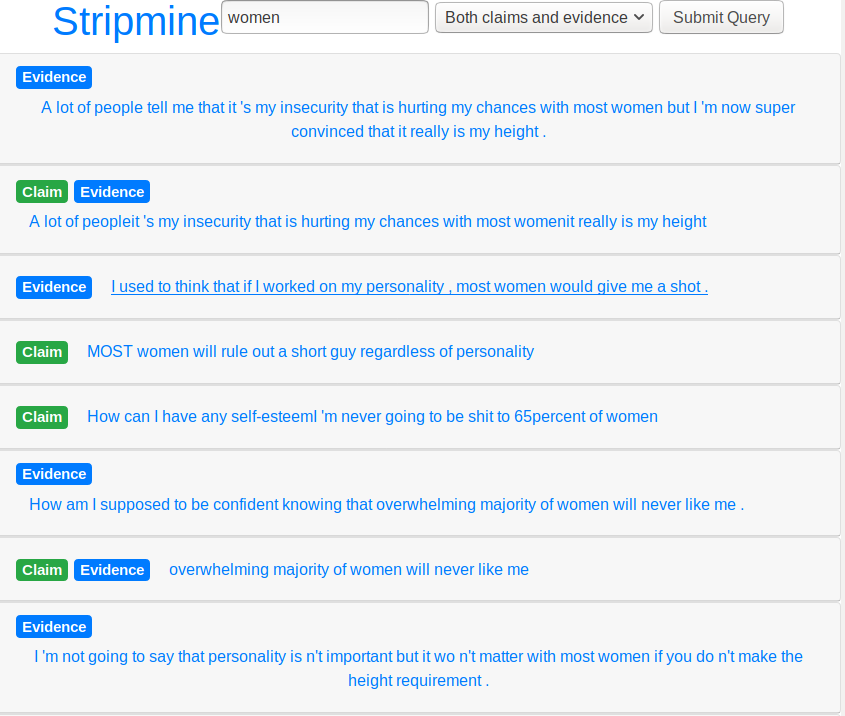 Stripmine women Both claims and evidence Submit Query
Evidence
A lot of people tell me that it 's my insecurity that is hurting my chances with most women but I 'm now super
convinced that it really is my height .
Claim Evidence
A lot of peopleit 's my insecurity that is hurting my chances with most womenit really is my height
Evidence I used to think that if I worked on my personality , most women would give me a shot .
Claim MOST women will rule out a short guy regardless of personality
Claim How can I have any self-esteemI 'm never going to be shit to 65percent of women
Evidence
How am I supposed to be confident knowing that overwhelming majority of women will never like me .
Claim Evidence overwhelming majority of women will never like me
Evidence
I 'm not going to say that personality is n't important but it wo n't matter with most women if you do n't make the
height requirement .